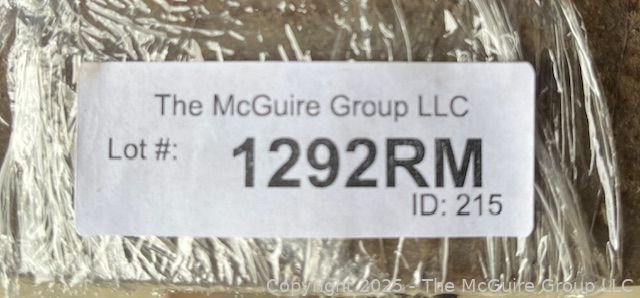 The McGuire Group LLC
Lot #: 1292RM
ID: 215
Copyright 2025 - The McGuire Group LLC